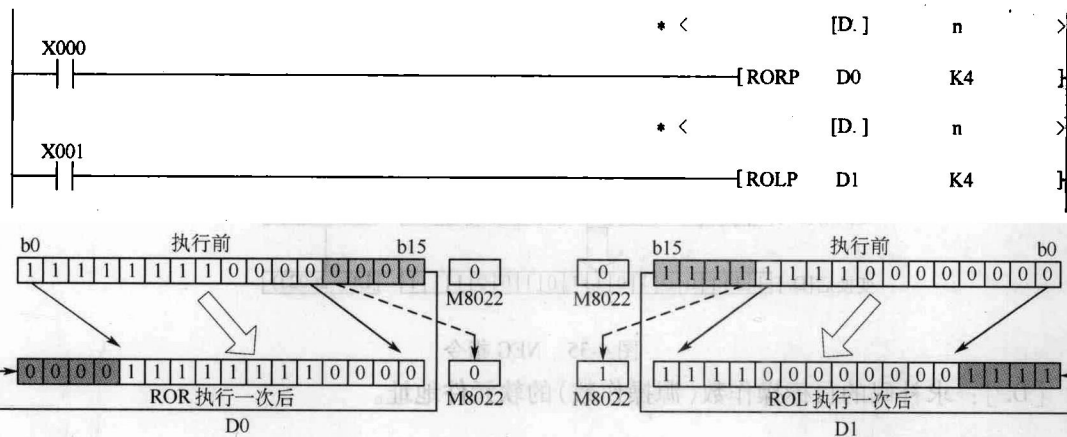 * < [D. ] n >
X000
[ RORP D0 K4 ]
* < [D. ] n >
X001
[ ROLP D1 K4 ]
b0 执行前 b15
1 1 1 1 1 1 1 1 0 0 0 0 0 0 0 0
0
M8022
0 0 0 0 1 1 1 1 1 1 1 1 0 0 0 0
0
M8022
ROR 执行一次后
D0
b15 执行前 b0
0
M8022
1 1 1 1 1 1 1 1 0 0 0 0 0 0 0 0
1
M8022
1 1 1 1 0 0 0 0 0 0 0 0 1 1 1 1
ROL 执行一次后
D1